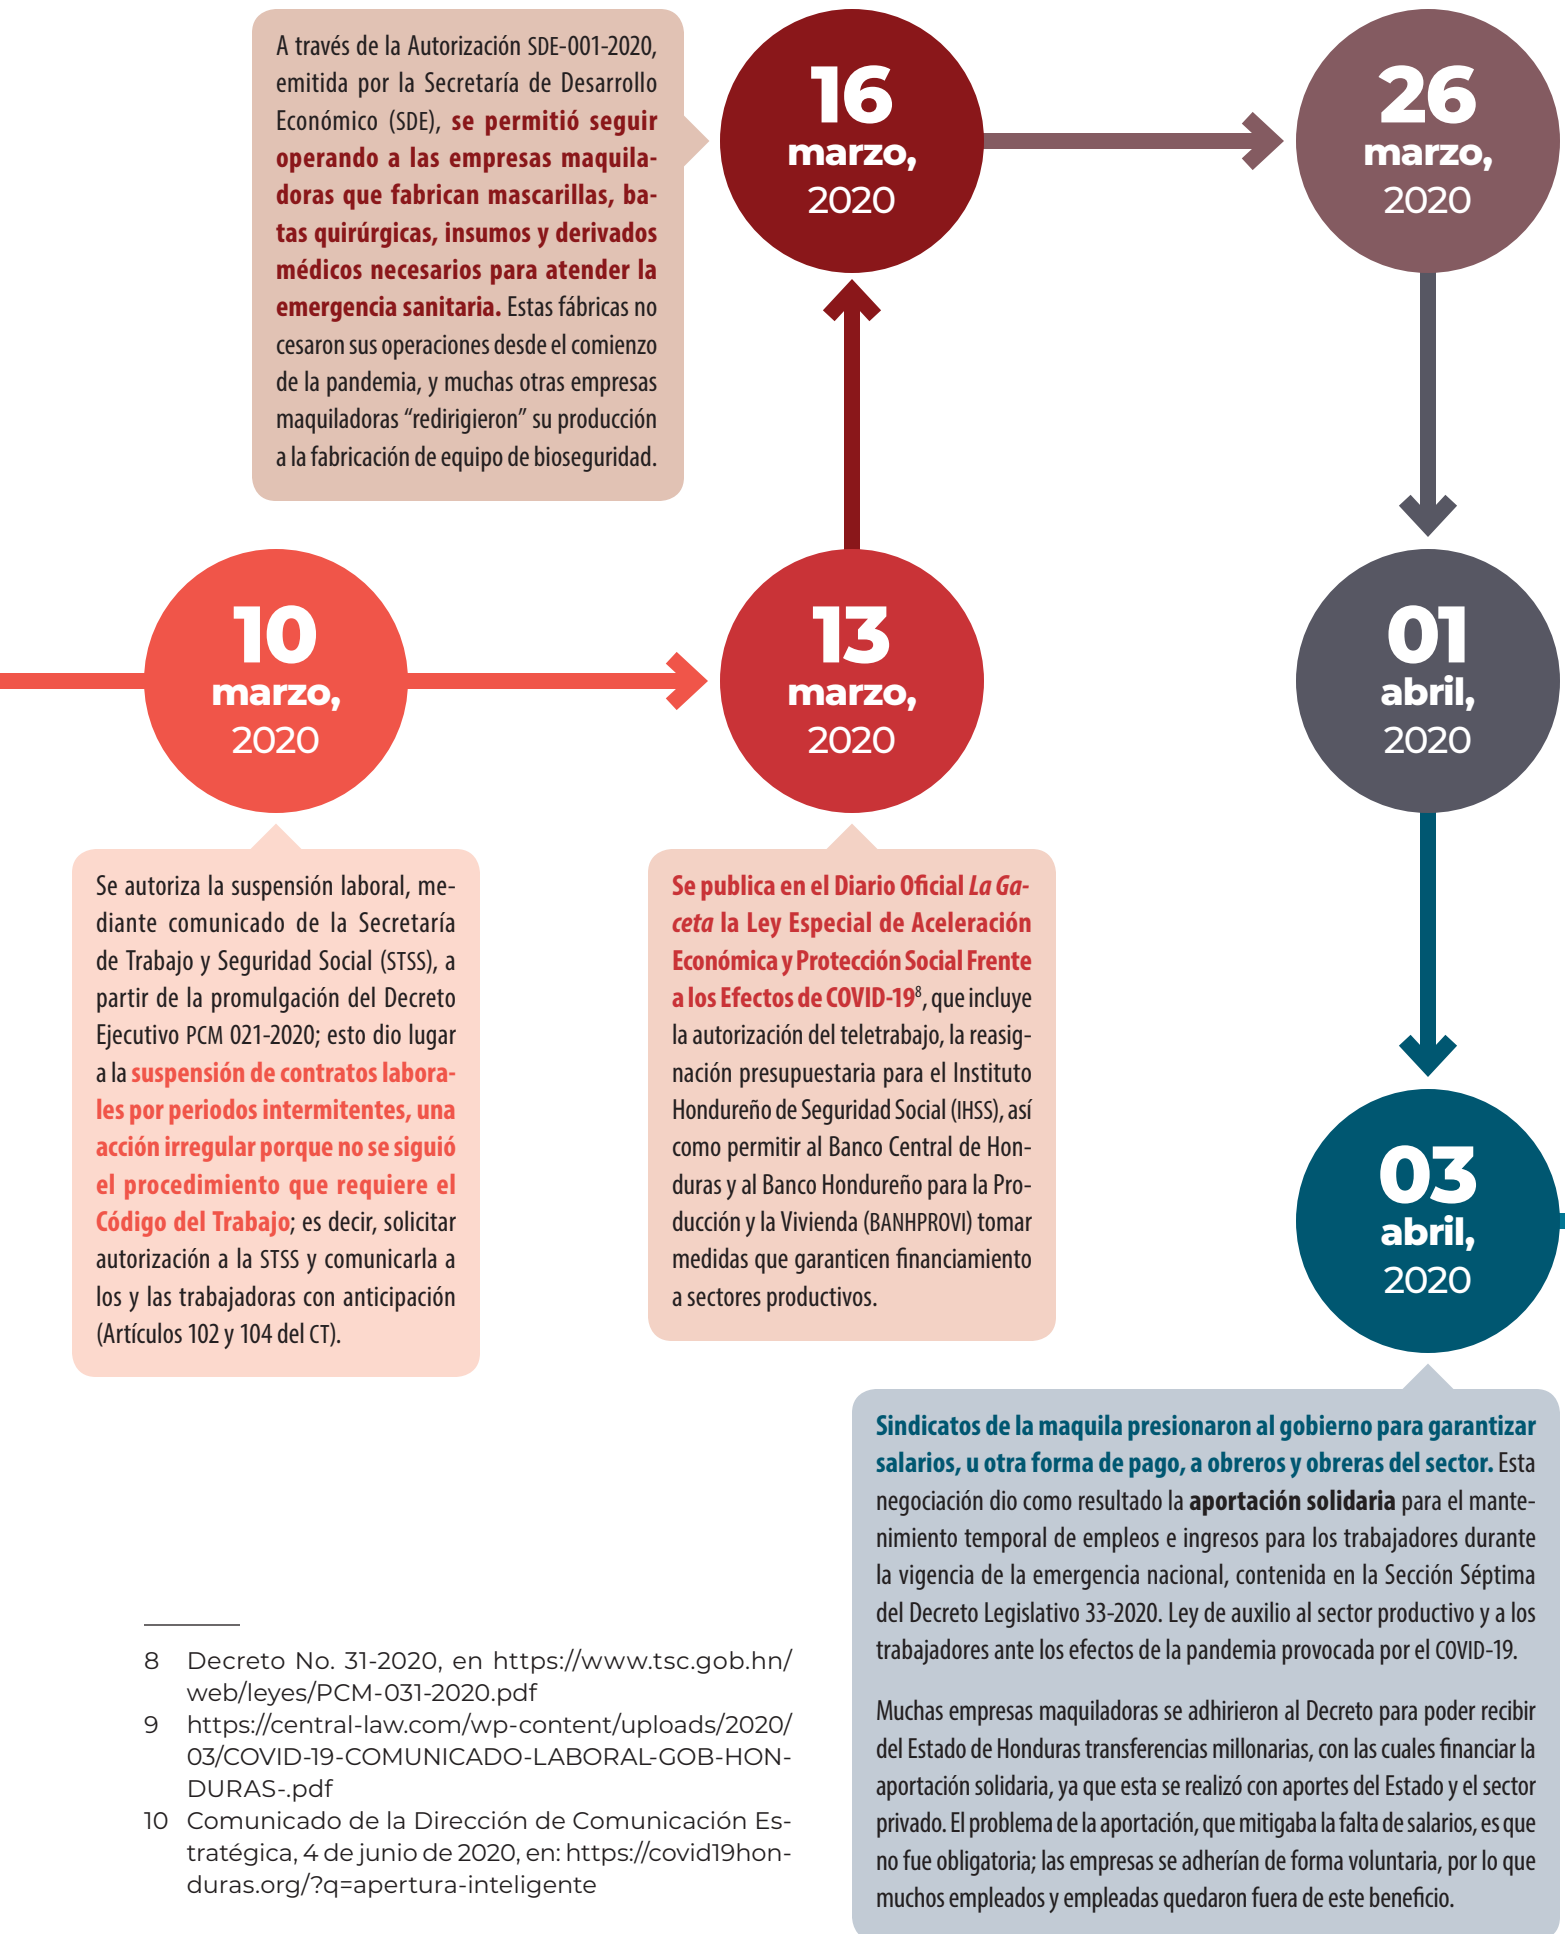 A través de la Autorización SDE-001-2020,
emitida por la Secretaría de Desarrollo
Económico (SDE), se permitió seguir
operando a las empresas maquila-
doras que fabrican mascarillas, ba-
tas quirúrgicas, insumos y derivados
médicos necesarios para atender la
emergencia sanitaria. Estas fábricas no
cesaron sus operaciones desde el comienzo
de la pandemia, y muchas otras empresas
maquiladoras “redirigieron” su producción
a la fabricación de equipo de bioseguridad.
16
marzo,
2020
26
marzo,
2020
10
marzo,
2020
13
marzo,
2020
01
abril,
2020
Se autoriza la suspensión laboral, me-
diante comunicado de la Secretaría
de Trabajo y Seguridad Social (STSS), a
partir de la promulgación del Decreto
Ejecutivo PCM 021-2020; esto dio lugar
a la suspensión de contratos labora-
les por periodos intermitentes, una
acción irregular porque no se siguió
el procedimiento que requiere el
Código del Trabajo; es decir, solicitar
autorización a la STSS y comunicarla a
los y las trabajadoras con anticipación
(Artículos 102 y 104 del CT).
Se publica en el Diario Oficial La Ga-
ceta la Ley Especial de Aceleración
Económica y Protección Social Frente
a los Efectos de COVID-19⁸, que incluye
la autorización del teletrabajo, la reasig-
nación presupuestaria para el Instituto
Hondureño de Seguridad Social (IHSS), así
como permitir al Banco Central de Hon-
duras y al Banco Hondureño para la Pro-
ducción y la Vivienda (BANHPROVI) tomar
medidas que garanticen financiamiento
a sectores productivos.
03
abril,
2020
Sindicatos de la maquila presionaron al gobierno para garantizar
salarios, u otra forma de pago, a obreros y obreras del sector. Esta
negociación dio como resultado la aportación solidaria para el mante-
nimiento temporal de empleos e ingresos para los trabajadores durante
la vigencia de la emergencia nacional, contenida en la Sección Séptima
del Decreto Legislativo 33-2020. Ley de auxilio al sector productivo y a los
trabajadores ante los efectos de la pandemia provocada por el COVID-19.
Muchas empresas maquiladoras se adhirieron al Decreto para poder recibir
del Estado de Honduras transferencias millonarias, con las cuales financiar la
aportación solidaria, ya que esta se realizó con aportes del Estado y el sector
privado. El problema de la aportación, que mitigaba la falta de salarios, es que
no fue obligatoria; las empresas se adherían de forma voluntaria, por lo que
muchos empleados y empleadas quedaron fuera de este beneficio.
8 Decreto No. 31-2020, en https://www.tsc.gob.hn/
web/leyes/PCM-031-2020.pdf
9 https://central-law.com/wp-content/uploads/2020/
03/COVID-19-COMUNICADO-LABORAL-GOB-HON-
DURAS-.pdf
10 Comunicado de la Dirección de Comunicación Es-
tratégica, 4 de junio de 2020, en: https://covid19hon-
duras.org/?q=apertura-inteligente